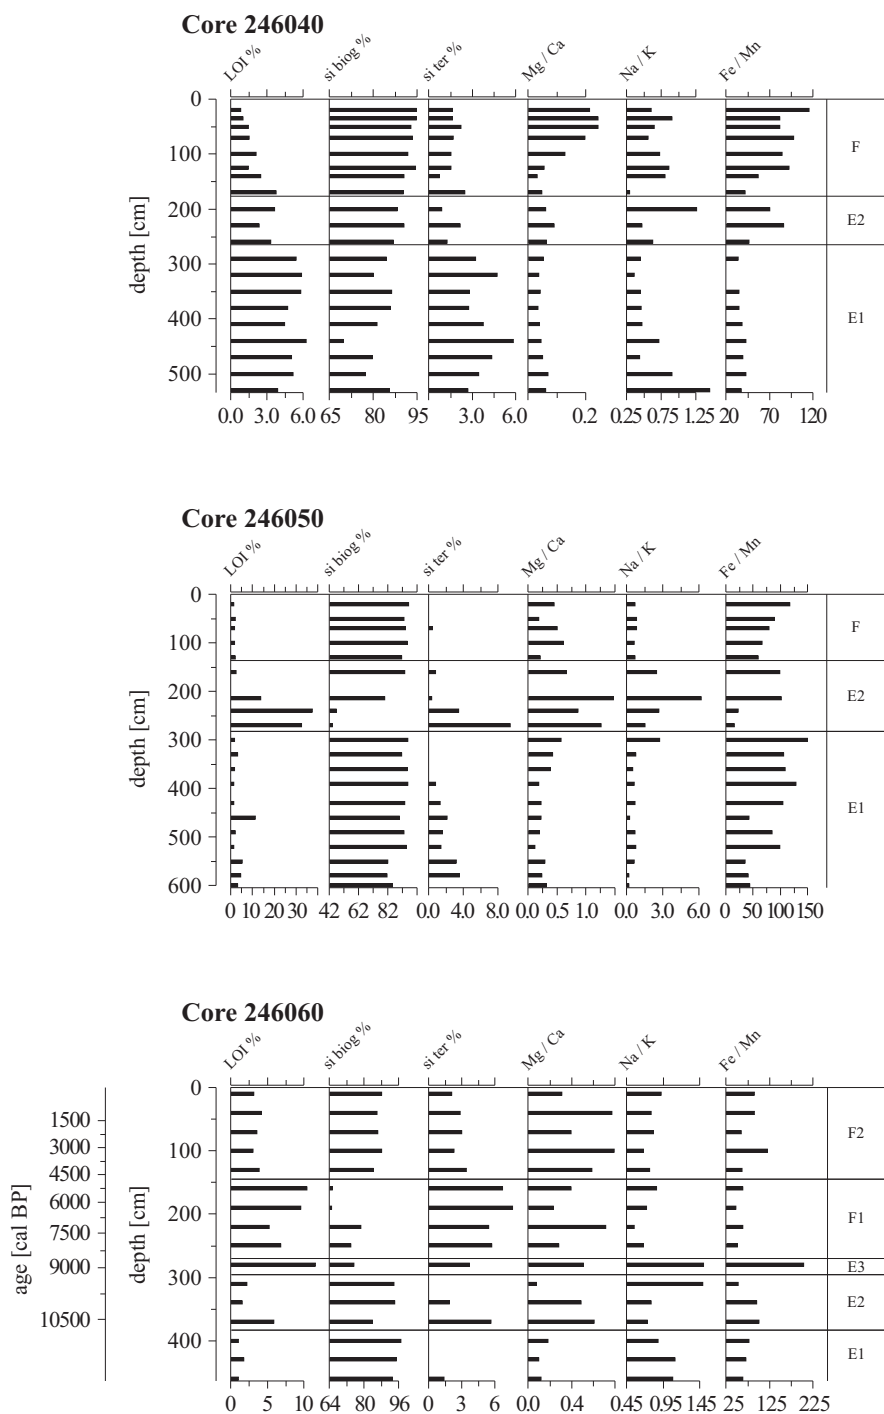 Core 246040
LOI % si biog % si ter % Mg / Ca Na / K Fe / Mn
0
100
200
300
400
500
depth [cm]
F
E2
E1
0.0 3.0 6.0 65 80 95 3.0 6.0 0.2 0.25 0.75 1.25 20 70 120
Core 246050
LOI % si biog % si ter % Mg / Ca Na / K Fe / Mn
0
100
200
300
400
500
600
depth [cm]
F
E2
E1
0 10 20 30 42 62 82 0.0 4.0 8.0 0.0 0.5 1.0 0.0 3.0 6.0 0 50 100 150
Core 246060
LOI % si biog % si ter % Mg / Ca Na / K Fe / Mn
1500
3000
4500
6000
7500
9000
10500
age [cal BP]
0
100
200
300
400
depth [cm]
F2
F1
E3
E2
E1
0 5 10 64 80 96 0 3 6 0.0 0.4 0.8 0.45 0.95 1.45 25 125 225